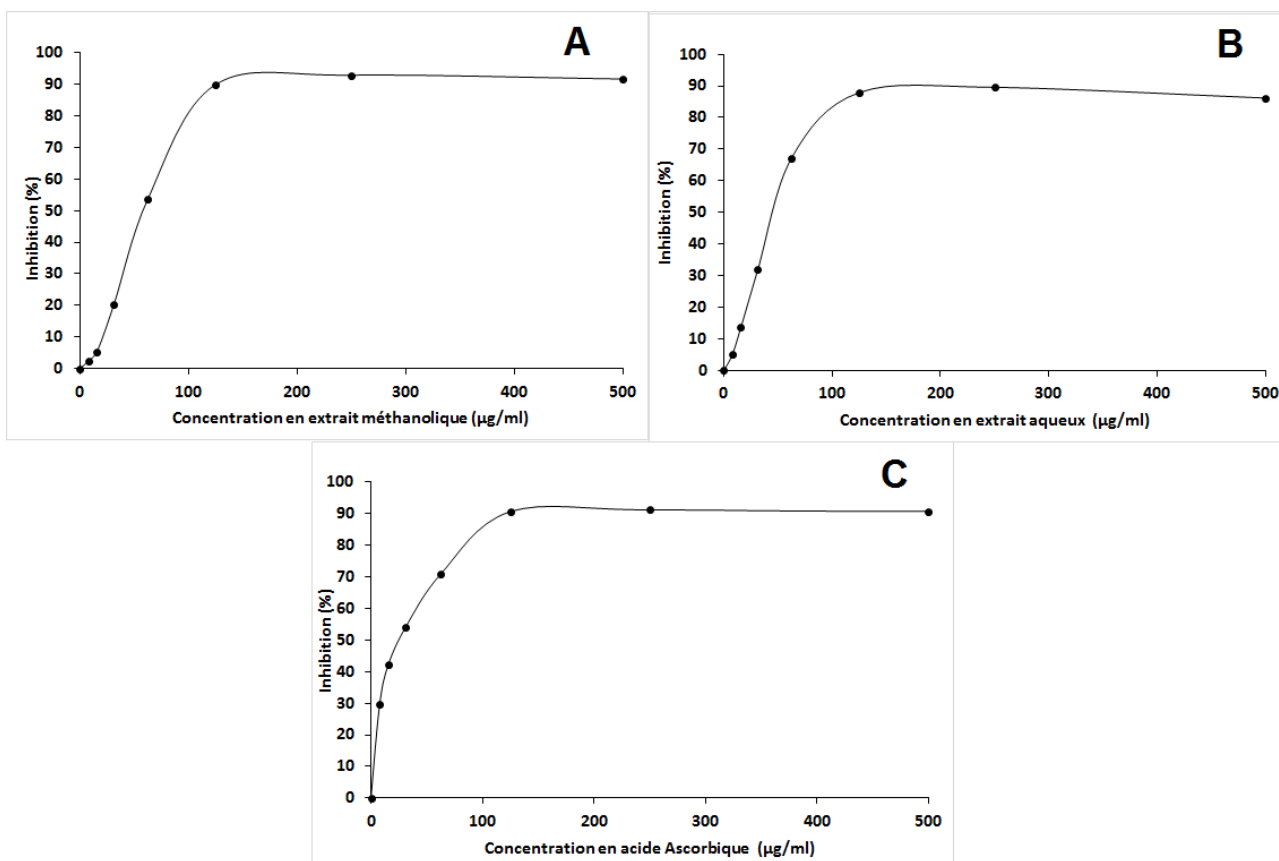 A
100
90
80
70
60
50
40
30
20
10
0
Inhibition (%)
0 100 200 300 400 500
Concentration en extrait méthanolique (µg/ml)
B
100
90
80
70
60
50
40
30
20
10
0
Inhibition (%)
0 100 200 300 400 500
Concentration en extrait aqueux (µg/ml)
C
100
90
80
70
60
50
40
30
20
10
0
Inhibition (%)
0 100 200 300 400 500
Concentration en acide Ascorbique (µg/ml)